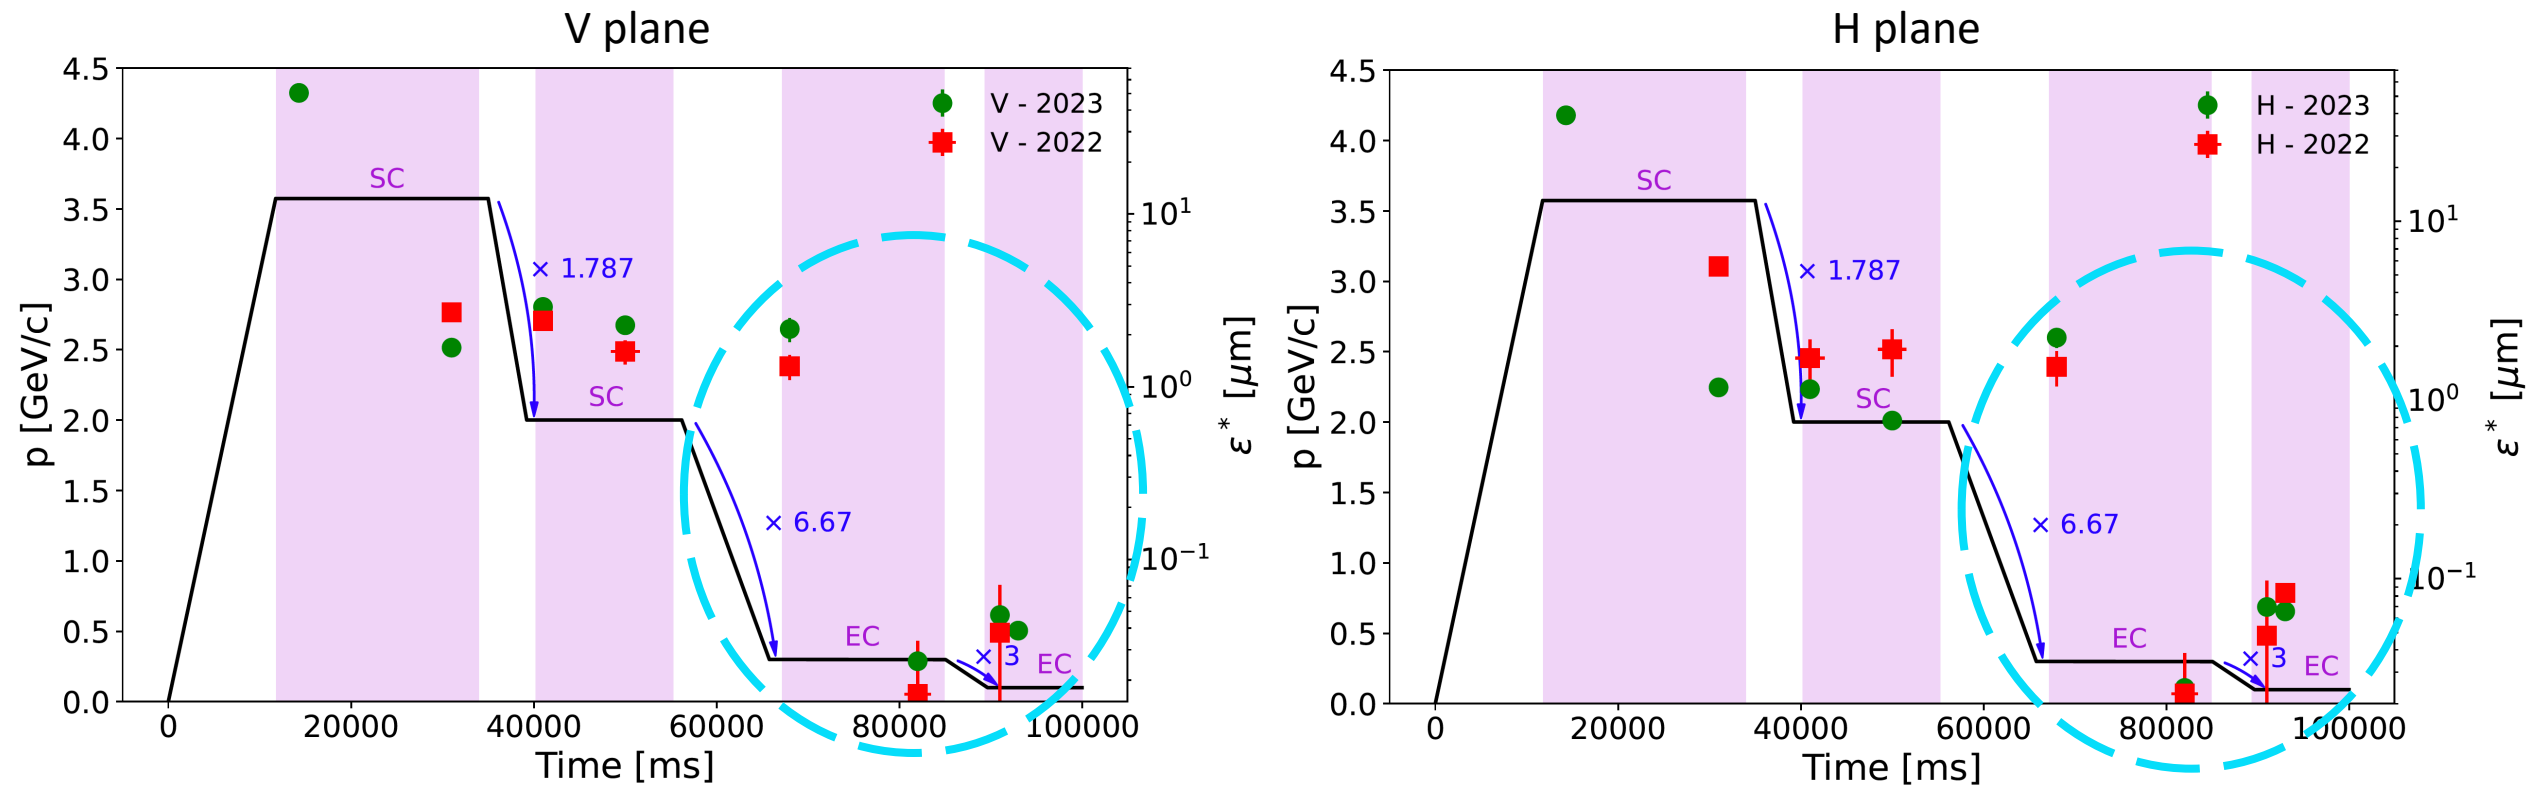 V plane
4.5
4.0
3.5
3.0
2.5
2.0
1.5
1.0
0.5
0.0
p [GeV/c]
0 20000 40000 60000 80000 100000
Time [ms]
10¹
10⁰
10⁻¹
ε* [μm]
V - 2023
V - 2022
SC
× 1.787
SC
× 6.67
EC
× 3
EC
H plane
4.5
4.0
3.5
3.0
2.5
2.0
1.5
1.0
0.5
0.0
p [GeV/c]
0 20000 40000 60000 80000 100000
Time [ms]
10¹
10⁰
10⁻¹
ε* [μm]
H - 2023
H - 2022
SC
× 1.787
SC
× 6.67
EC
× 3
EC